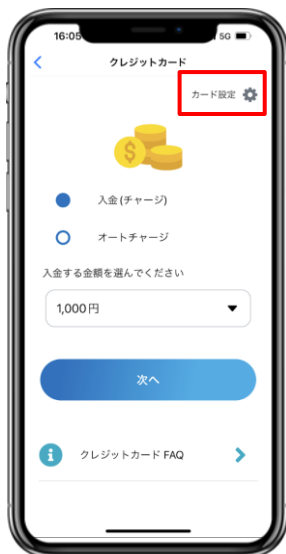 16:05
5G
クレジットカード
カード設定
$
入金(チャージ)
オートチャージ
入金する金額を選んでください
1,000円
次へ
i
クレジットカード FAQ